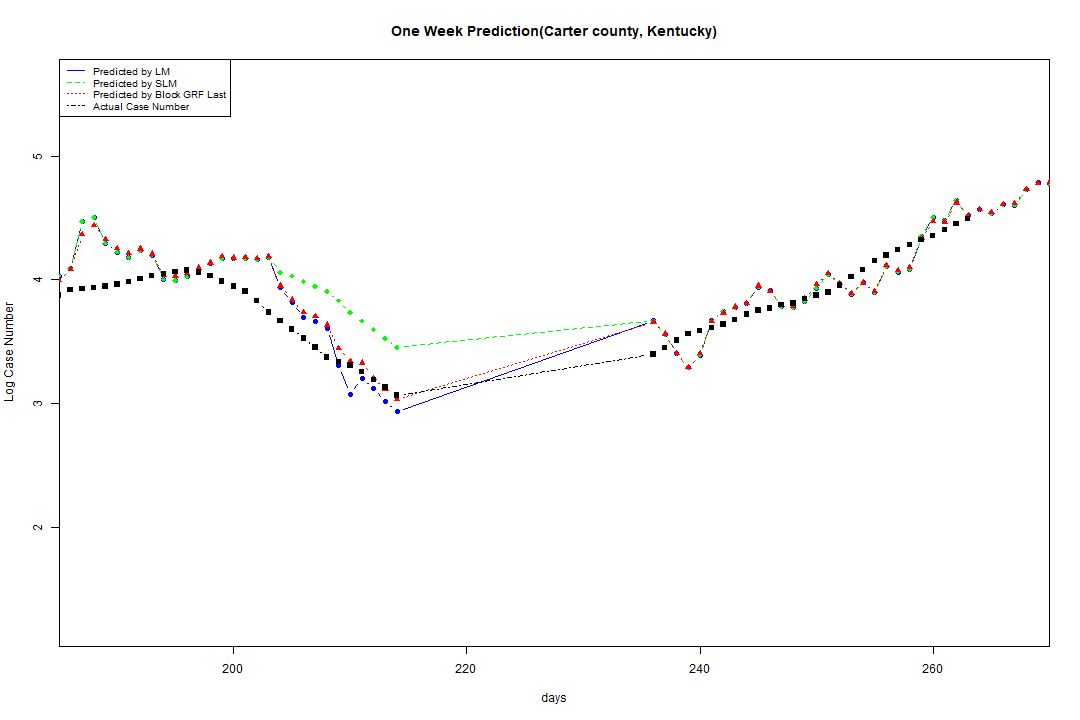 One Week Prediction(Carter county, Kentucky)
Predicted by LM
Predicted by SLM
Predicted by Block GRF Last
Actual Case Number
5
4
3
2
Log Case Number
200 220 240 260
days